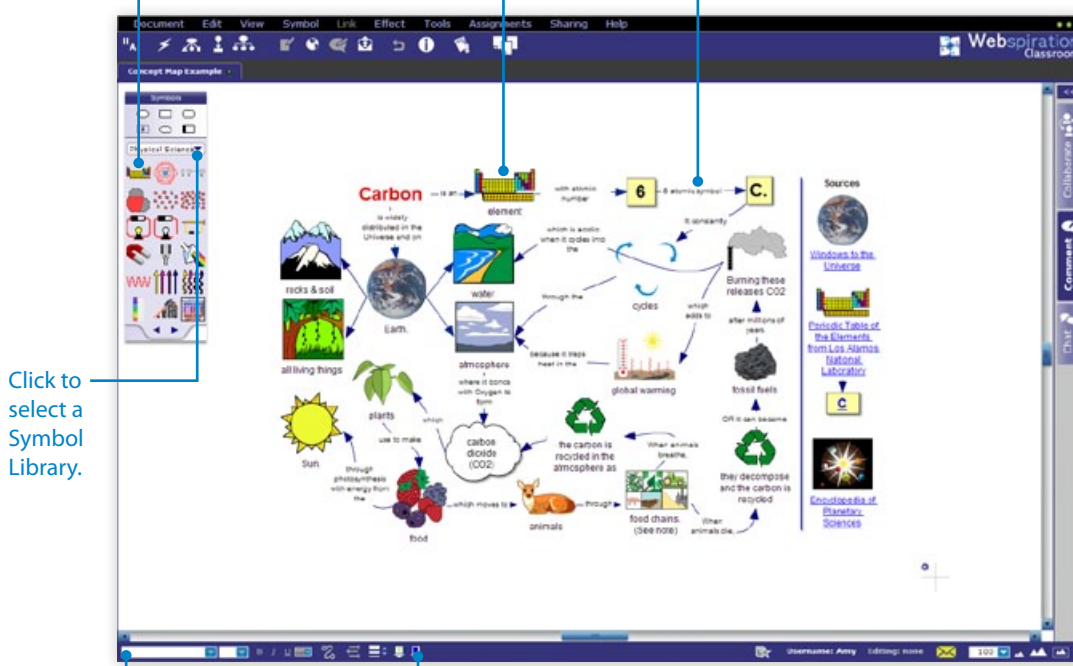 Document Edit View Symbol Link Effect Tools Assignments Sharing Help
Webspiration
Classroom
Concept Map Example
Symbols
Physical Science
Click to
select a
Symbol
Library.
Carbon
is an
element
with atomic
number
6
& atomic symbol
C.
is widely
distributed in the
Universe and on
Earth.
rocks & soil
all living things
water
atmosphere
which is acidic
when it cycles into
the
It constantly
cycles
through the
because it traps
heat in the
global warming
which
adds to
Burning these
releases CO2
after millions of
years
fossil fuels
OR it can become
they decompose
and the carbon is
recycled
where it bonds
with Oxygen to
form
carbon
dioxide
(CO2)
which
plants
use to make
Sun.
through
photosynthesis
with energy from
the
food
which moves to
animals
through
food chains.
(See note)
When animals
breathe,
the carbon is
recycled in the
atmosphere as
When
animals die,
Sources
Windows to the
Universe
Periodic Table of
the Elements
from Los Alamos
National
Laboratory
C
Encyclopedia of
Planetary
Sciences
Collaborate
Comment
Chat
B I U
Username: Amy Editing: none
100